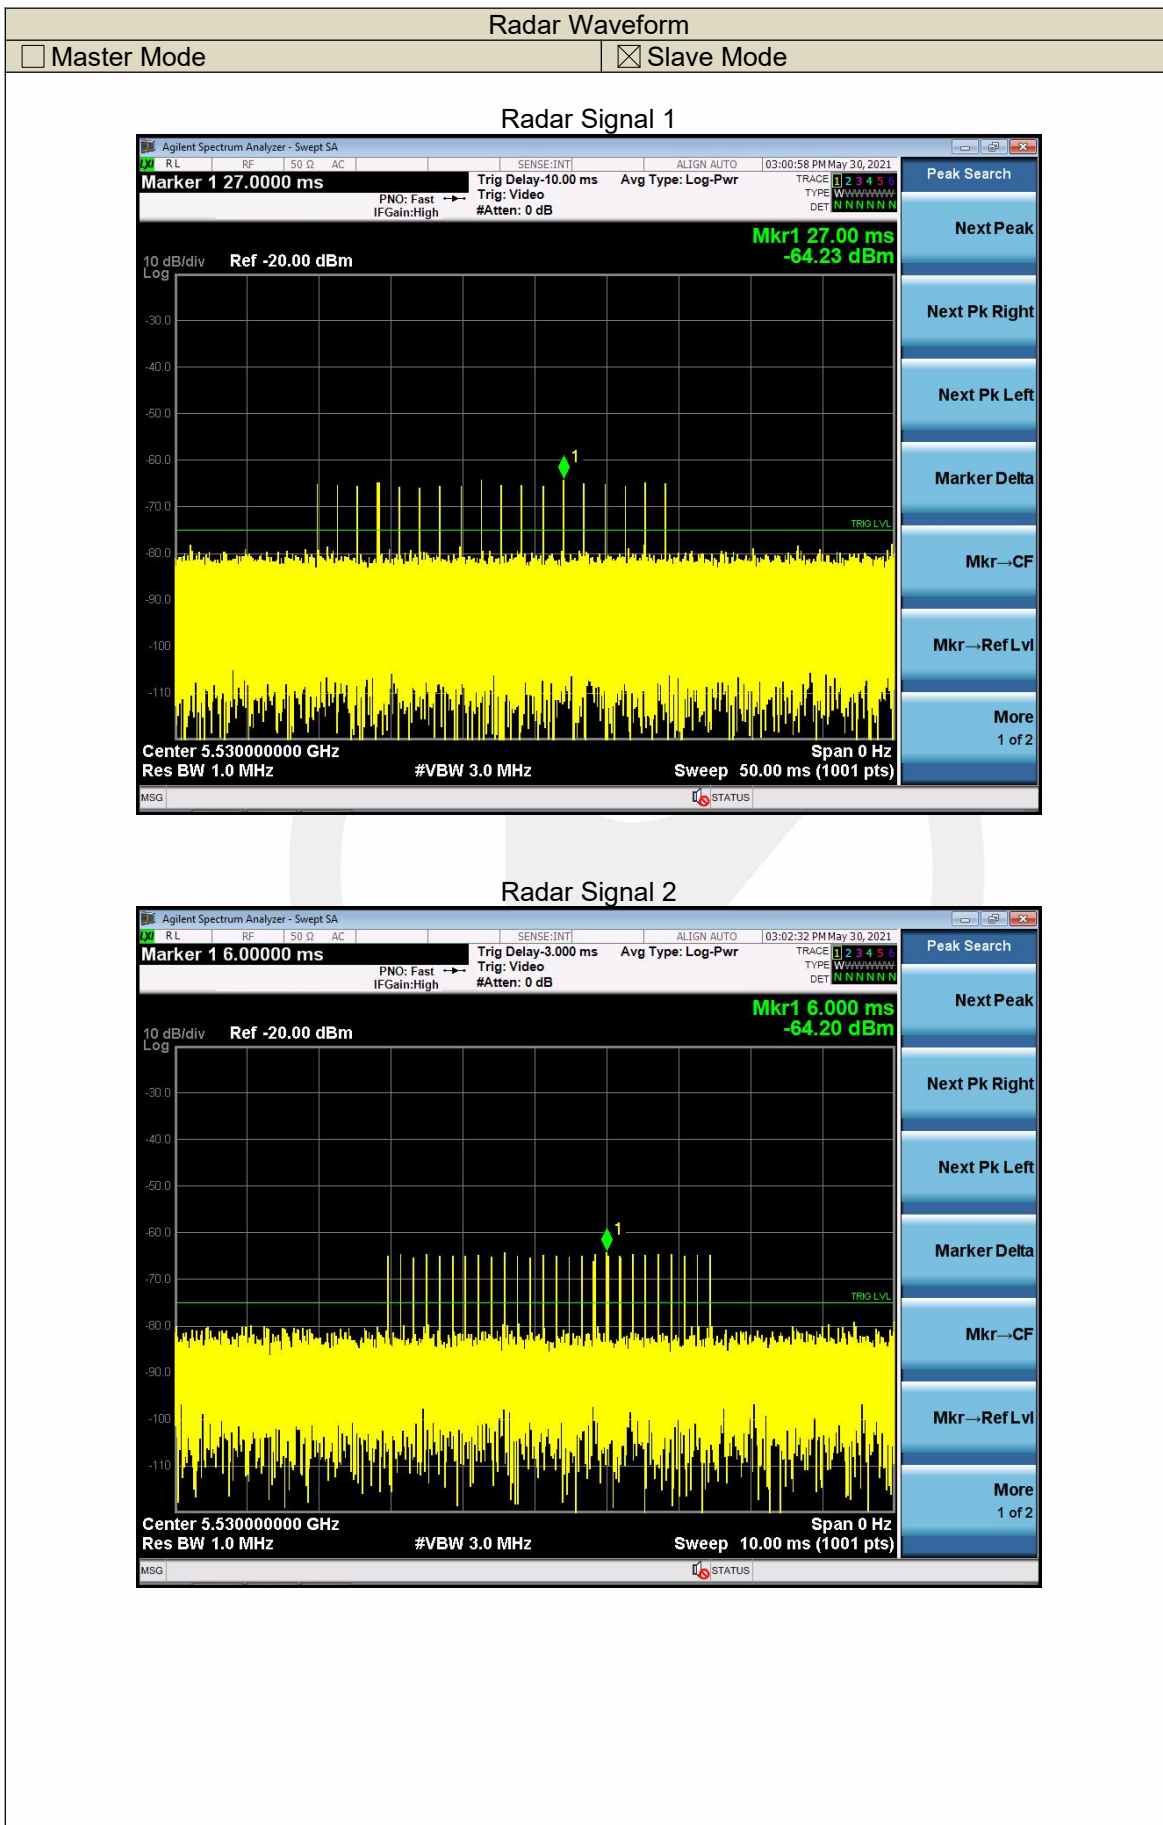 Radar Waveform
☐ Master Mode ☒ Slave Mode
Radar Signal 1
Agilent Spectrum Analyzer - Swept SA
LXI RL RF 50 Ω AC SENSE:INT ALIGN AUTO 03:00:58 PM May 30, 2021
Marker 1 27.0000 ms
PNO: Fast
IFGain:High
Trig Delay-10.00 ms
Trig: Video
#Atten: 0 dB
Avg Type: Log-Pwr
TRACE 1 2 3 4 5 6
TYPE WWWWWW
DET N N N N N N
Peak Search
Mkr1 27.00 ms
-64.23 dBm
10 dB/div Ref -20.00 dBm
Log
-30.0
-40.0
-50.0
-60.0
-70.0
-80.0
-90.0
-100
-110
1
TRIG LVL
Center 5.530000000 GHz Span 0 Hz
Res BW 1.0 MHz #VBW 3.0 MHz Sweep 50.00 ms (1001 pts)
MSG STATUS
Next Peak
Next Pk Right
Next Pk Left
Marker Delta
Mkr→CF
Mkr→Ref Lvl
More
1 of 2
Radar Signal 2
Agilent Spectrum Analyzer - Swept SA
LXI RL RF 50 Ω AC SENSE:INT ALIGN AUTO 03:02:32 PM May 30, 2021
Marker 1 6.00000 ms
PNO: Fast
IFGain:High
Trig Delay-3.000 ms
Trig: Video
#Atten: 0 dB
Avg Type: Log-Pwr
TRACE 1 2 3 4 5 6
TYPE WWWWWW
DET N N N N N N
Peak Search
Mkr1 6.000 ms
-64.20 dBm
10 dB/div Ref -20.00 dBm
Log
-30.0
-40.0
-50.0
-60.0
-70.0
-80.0
-90.0
-100
-110
1
TRIG LVL
Center 5.530000000 GHz Span 0 Hz
Res BW 1.0 MHz #VBW 3.0 MHz Sweep 10.00 ms (1001 pts)
MSG STATUS
Next Peak
Next Pk Right
Next Pk Left
Marker Delta
Mkr→CF
Mkr→Ref Lvl
More
1 of 2